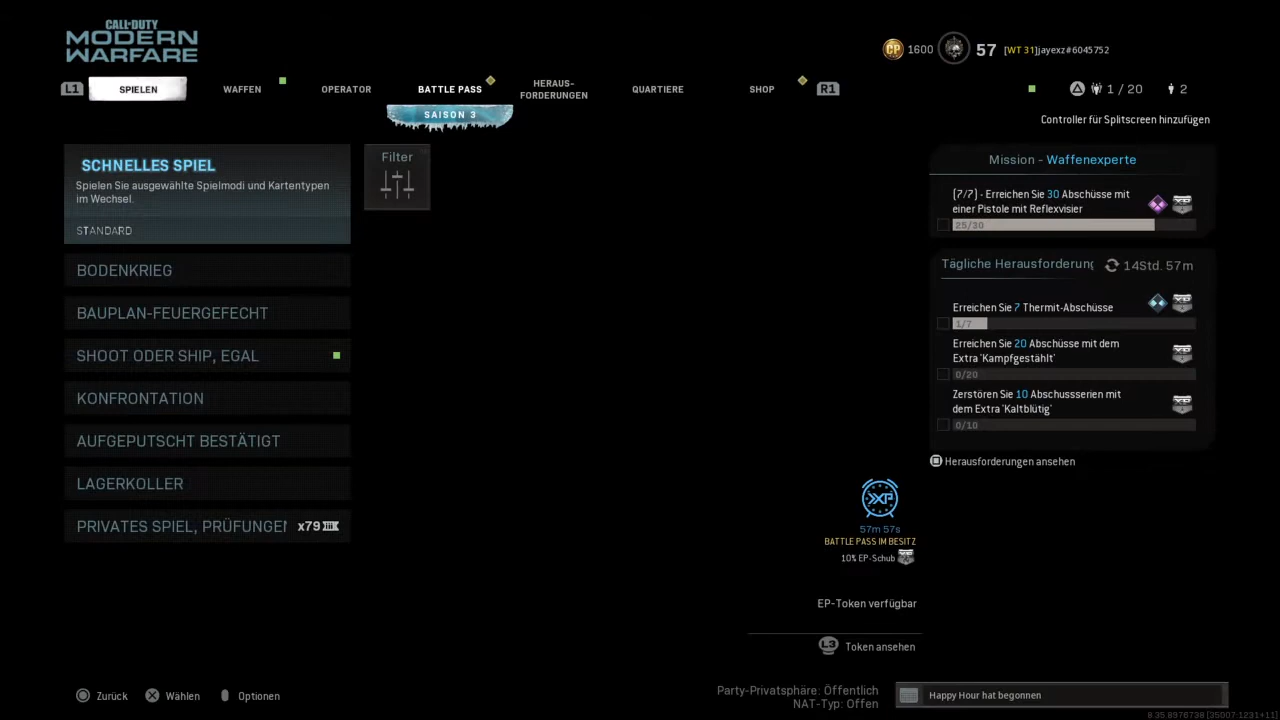 CALL·DUTY
MODERN
WARFARE
CP 1600 57 [WT 31]jayexz#6045752
L1 SPIELEN WAFFEN OPERATOR BATTLE PASS HERAUS-
FORDERUNGEN QUARTIERE SHOP R1 1 / 20 2
SAISON 3
Controller für Splitscreen hinzufügen
SCHNELLES SPIEL
Spielen Sie ausgewählte Spielmodi und Kartentypen
im Wechsel.
STANDARD
Filter
BODENKRIEG
BAUPLAN-FEUERGEFECHT
SHOOT ODER SHIP, EGAL
KONFRONTATION
AUFGEPUTSCHT BESTÄTIGT
LAGERKOLLER
PRIVATES SPIEL, PRÜFUNGEN x79
Mission - Waffenexperte
(7/7) - Erreichen Sie 30 Abschüsse mit
einer Pistole mit Reflexvisier
25/30
Tägliche Herausforderung 14Std. 57m
Erreichen Sie 7 Thermit-Abschüsse
1/7
Erreichen Sie 20 Abschüsse mit dem
Extra 'Kampfgestählt'
0/20
Zerstören Sie 10 Abschussserien mit
dem Extra 'Kaltblütig'
0/10
Herausforderungen ansehen
XP
57m 57s
BATTLE PASS IM BESITZ
10% EP-Schub
EP-Token verfügbar
L3 Token ansehen
Zurück Wählen Optionen
Party-Privatsphäre: Öffentlich
NAT-Typ: Offen
Happy Hour hat begonnen